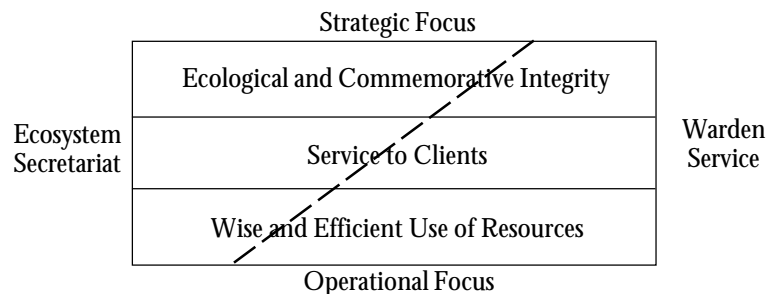 Strategic Focus
Ecological and Commemorative Integrity
Ecosystem
Secretariat
Service to Clients
Warden
Service
Wise and Efficient Use of Resources
Operational Focus